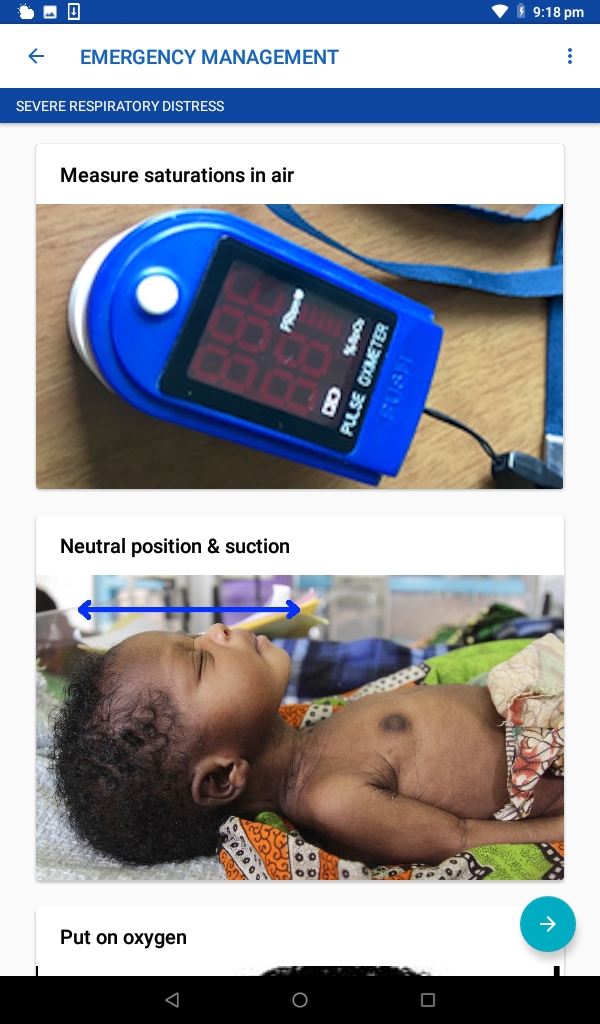 9:18 pm
EMERGENCY MANAGEMENT
SEVERE RESPIRATORY DISTRESS
Measure saturations in air
PRbpm
%SpO₂
PULSE OXIMETER
PUSH
Neutral position & suction
Put on oxygen